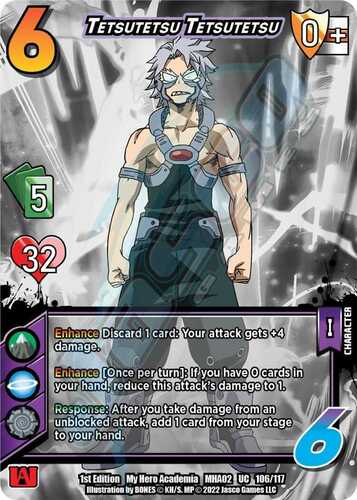 6
TETSUTETSU TETSUTETSU
0+
5
32
I
CHARACTER
Enhance Discard 1 card: Your attack gets +4
damage.
Enhance [Once per turn]: If you have 0 cards in
your hand, reduce this attack's damage to 1.
Response: After you take damage from an
unblocked attack, add 1 card from your stage
to your hand.
6
1st Edition My Hero Academia MHA02 UC 106/117
Illustration by BONES ©KH/S, MP ©2022 Jasco Games LLC